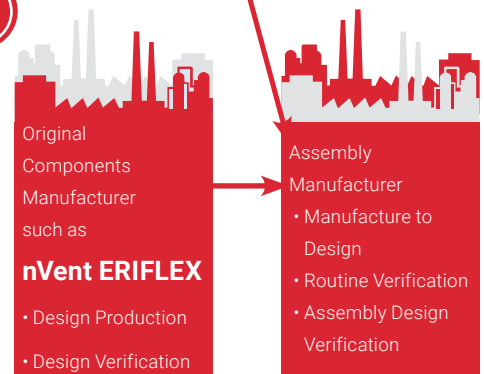 Original
Components
Manufacturer
such as
nVent ERIFLEX
• Design Production
• Design Verification
Assembly
Manufacturer
• Manufacture to
Design
• Routine Verification
• Assembly Design
Verification